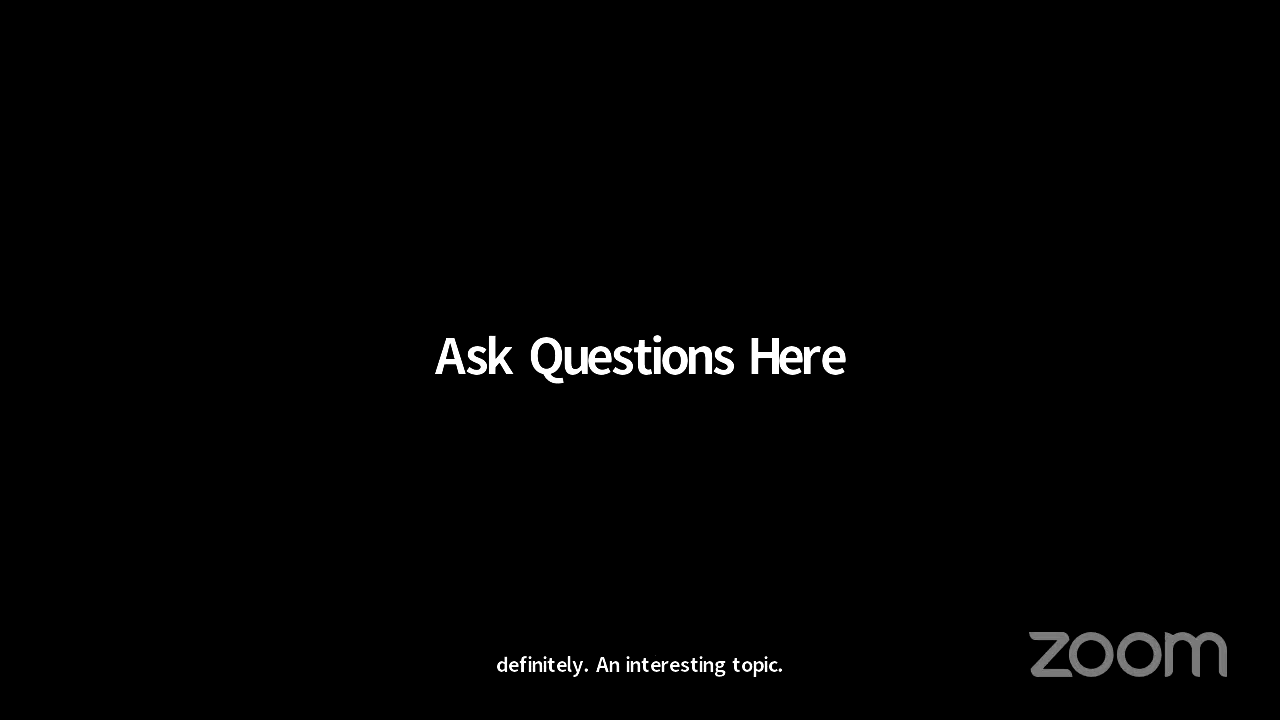 Ask Questions Here
definitely. An interesting topic.
zoom